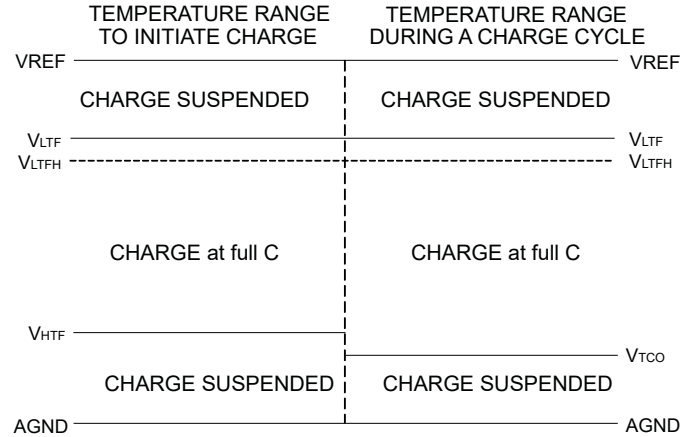 TEMPERATURE RANGE
TO INITIATE CHARGE
TEMPERATURE RANGE
DURING A CHARGE CYCLE
VREF
VREF
CHARGE SUSPENDED
CHARGE SUSPENDED
VLTF
VLTF
VLTFH
VLTFH
CHARGE at full C
CHARGE at full C
VHTF
VTCO
CHARGE SUSPENDED
CHARGE SUSPENDED
AGND
AGND